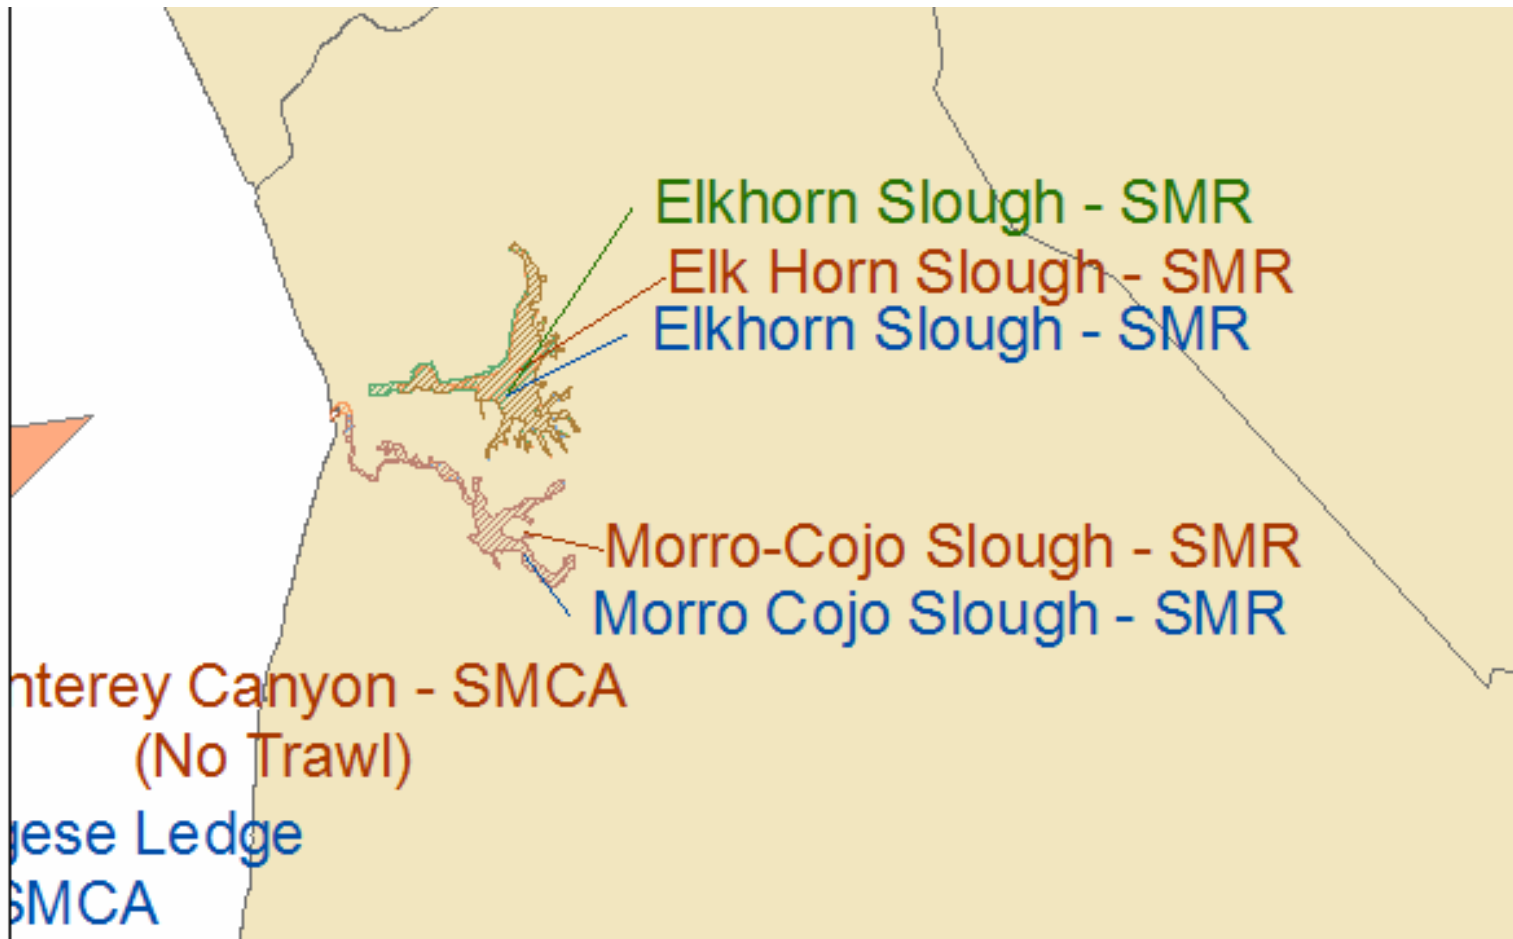 Elkhorn Slough - SMR
Elk Horn Slough - SMR
Elkhorn Slough - SMR
Morro-Cojo Slough - SMR
Morro Cojo Slough - SMR
nterey Canyon - SMCA
(No Trawl)
gese Ledge
SMCA